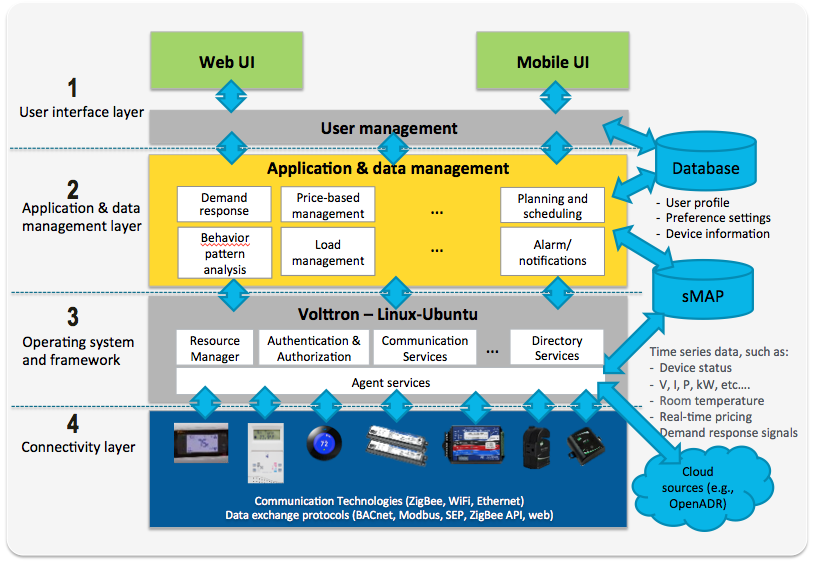 Web UI
Mobile UI
1
User interface layer
User management
2
Application & data
management layer
Application & data management
Demand
response
Price-based
management
...
Planning and
scheduling
Behavior
pattern
analysis
Load
management
...
Alarm/
notifications
Database
- User profile
- Preference settings
- Device information
sMAP
3
Operating system
and framework
Volttron – Linux-Ubuntu
Resource
Manager
Authentication &
Authorization
Communication
Services
...
Directory
Services
Agent services
Time series data, such as:
- Device status
- V, I, P, kW, etc....
- Room temperature
- Real-time pricing
Demand response signals
4
Connectivity layer
72
Communication Technologies (ZigBee, WiFi, Ethernet)
Data exchange protocols (BACnet, Modbus, SEP, ZigBee API, web)
Cloud
sources (e.g.,
OpenADR)